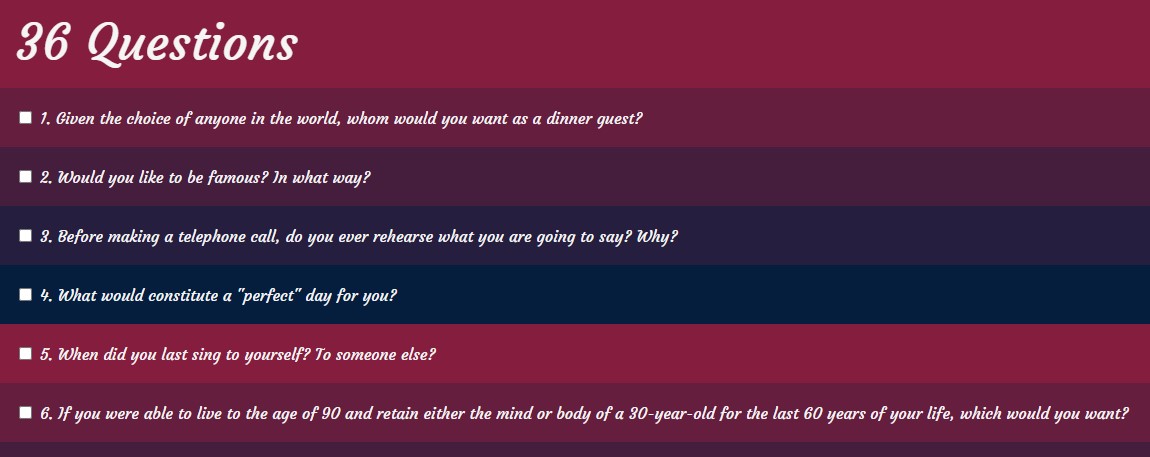 36 Questions
1. Given the choice of anyone in the world, whom would you want as a dinner guest?
2. Would you like to be famous? In what way?
3. Before making a telephone call, do you ever rehearse what you are going to say? Why?
4. What would constitute a "perfect" day for you?
5. When did you last sing to yourself? To someone else?
6. If you were able to live to the age of 90 and retain either the mind or body of a 30-year-old for the last 60 years of your life, which would you want?